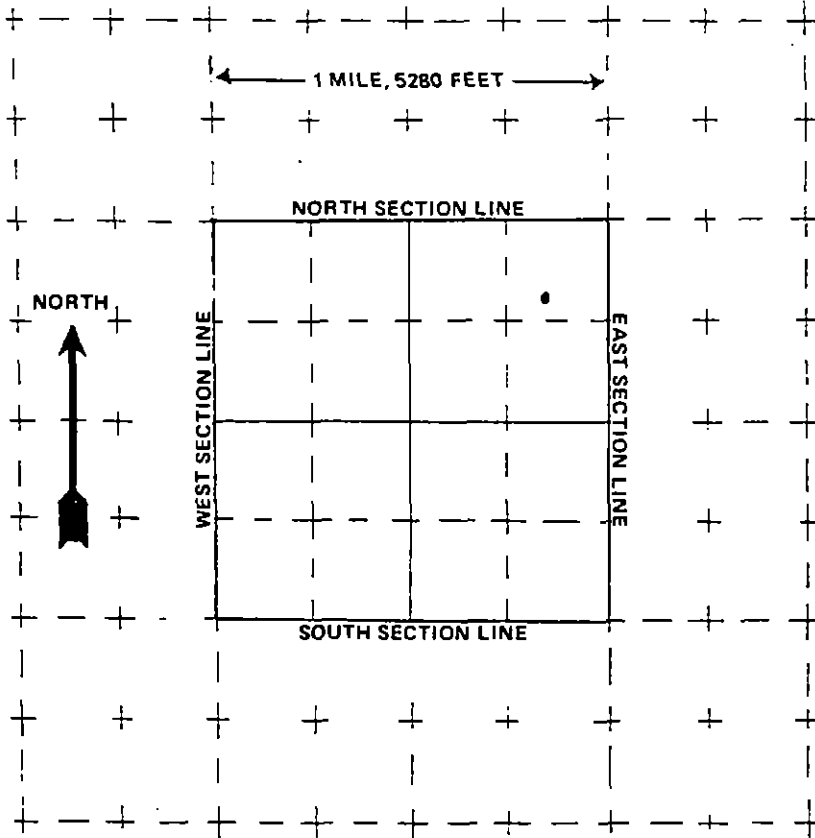 1 MILE, 5280 FEET
NORTH SECTION LINE
NORTH
WEST SECTION LINE
EAST SECTION LINE
SOUTH SECTION LINE